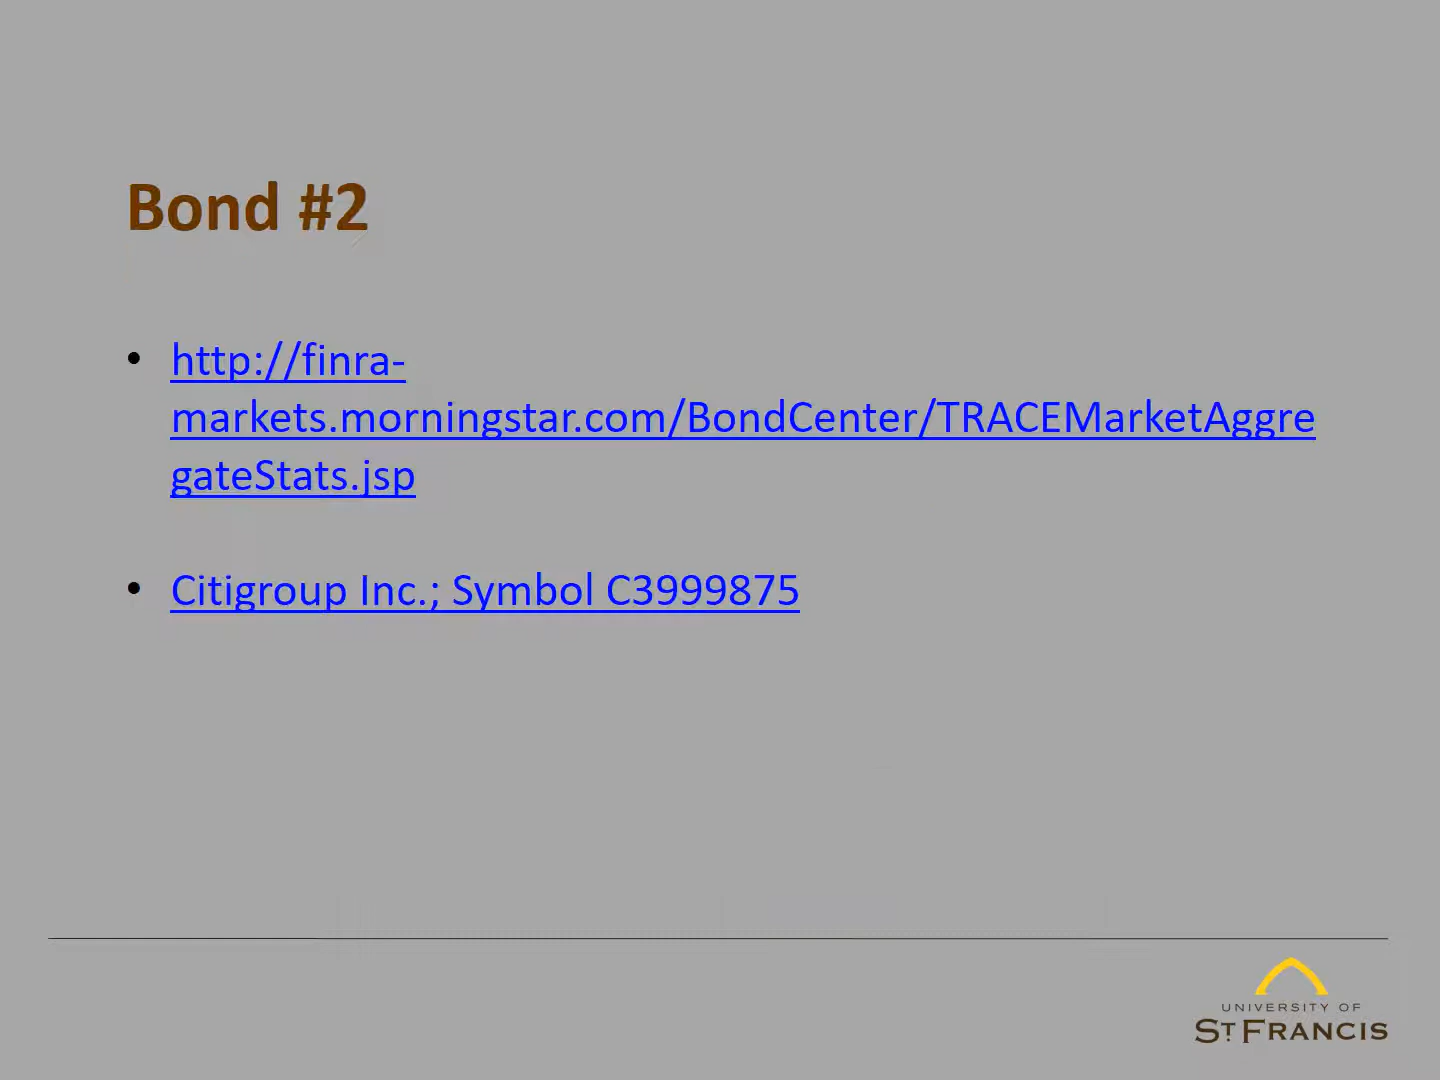 Bond #2
• http://finra-
markets.morningstar.com/BondCenter/TRACEMarketAggre
gateStats.jsp
• Citigroup Inc.; Symbol C3999875
UNIVERSITY OF
ST. FRANCIS